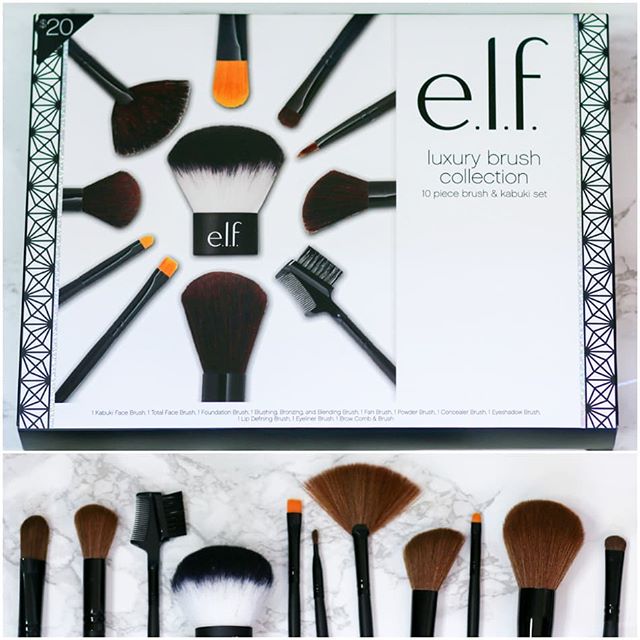 $20
e.l.f.
luxury brush
collection
10 piece brush & kabuki set
e.l.f.
1 Kabuki Face Brush, 1 Total Face Brush, 1 Foundation Brush, 1 Blushing, Bronzing, and Blending Brush, 1 Fan Brush, 1 Powder Brush, 1 Concealer Brush, 1 Eyeshadow Brush,
1 Lip Defining Brush, 1 Eyeliner Brush, 1 Brow Comb & Brush